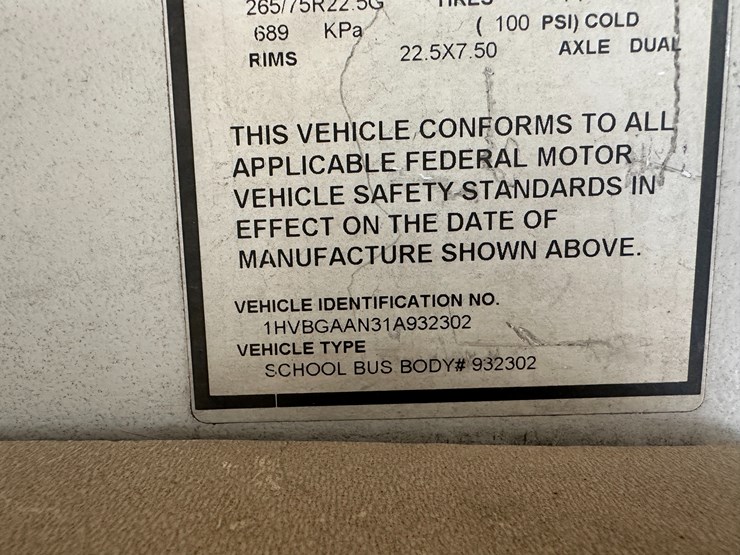 265/75R22.5G TIRES
689 KPa ( 100 PSI) COLD
RIMS 22.5X7.50 AXLE DUAL
THIS VEHICLE CONFORMS TO ALL
APPLICABLE FEDERAL MOTOR
VEHICLE SAFETY STANDARDS IN
EFFECT ON THE DATE OF
MANUFACTURE SHOWN ABOVE.
VEHICLE IDENTIFICATION NO.
1HVBGAAN31A932302
VEHICLE TYPE
SCHOOL BUS BODY# 932302